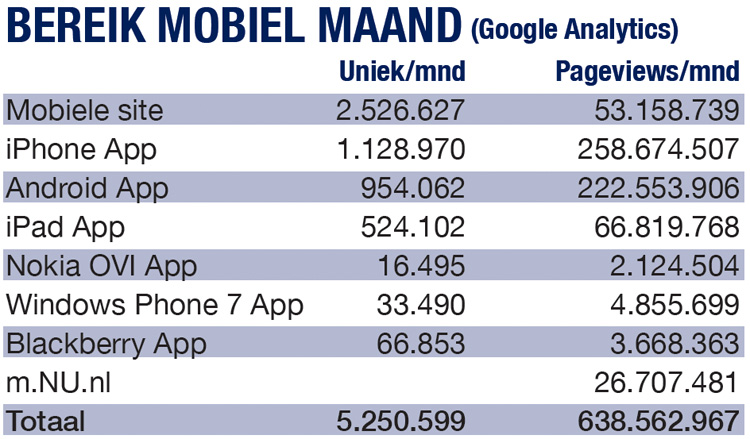 BEREIK MOBIEL MAAND (Google Analytics)
Uniek/mnd Pageviews/mnd
Mobiele site 2.526.627 53.158.739
iPhone App 1.128.970 258.674.507
Android App 954.062 222.553.906
iPad App 524.102 66.819.768
Nokia OVI App 16.495 2.124.504
Windows Phone 7 App 33.490 4.855.699
Blackberry App 66.853 3.668.363
m.NU.nl 26.707.481
Totaal 5.250.599 638.562.967